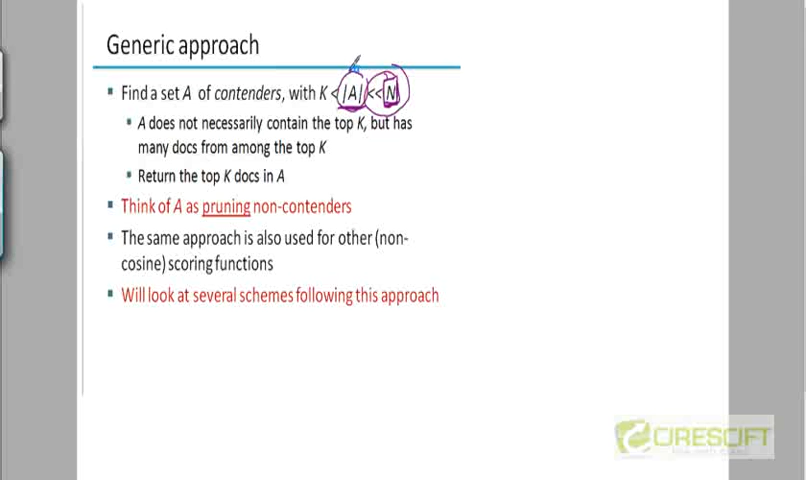 Generic approach
▪ Find a set A of contenders, with K < |A| << N
▪ A does not necessarily contain the top K, but has
many docs from among the top K
▪ Return the top K docs in A
▪ Think of A as pruning non-contenders
▪ The same approach is also used for other (non-
cosine) scoring functions
▪ Will look at several schemes following this approach
CIRESCIFT